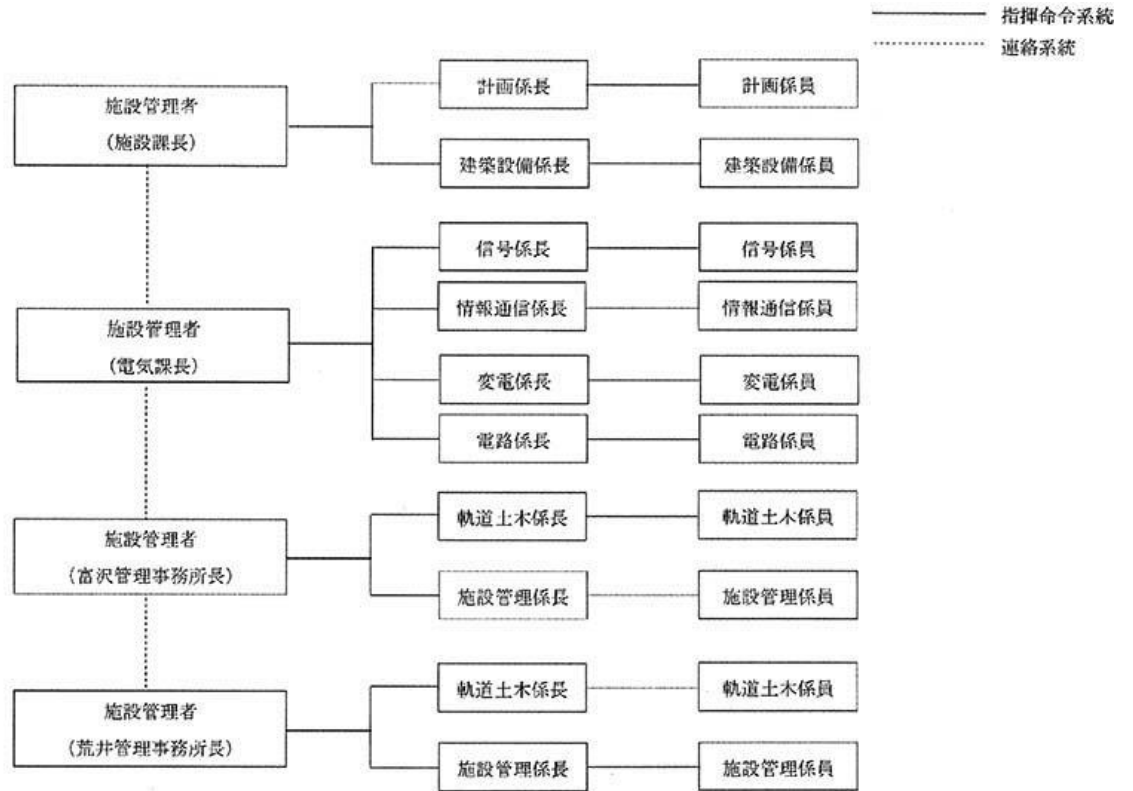 指揮命令系統
連絡系統
施設管理者
(施設課長)
計画係長
計画係員
建築設備係長
建築設備係員
施設管理者
(電気課長)
信号係長
信号係員
情報通信係長
情報通信係員
変電係長
変電係員
電路係長
電路係員
施設管理者
(富沢管理事務所長)
軌道土木係長
軌道土木係員
施設管理係長
施設管理係員
施設管理者
(荒井管理事務所長)
軌道土木係長
軌道土木係員
施設管理係長
施設管理係員